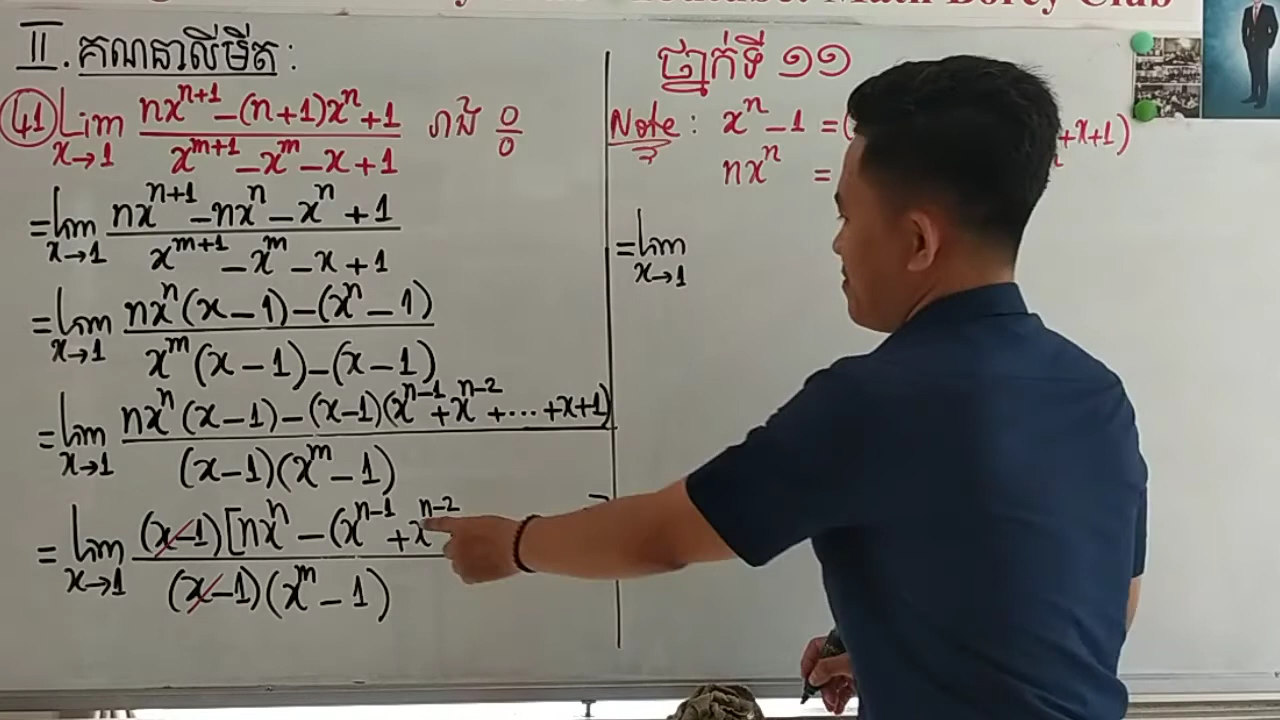 Math Borey Club
II. គណនាលីមីត :
41 Lim x→1 (nx^{n+1} - (n+1)x^n + 1) / (x^{m+1} - x^m - x + 1) រាង 0/0
= lim x→1 (nx^{n+1} - nx^n - x^n + 1) / (x^{m+1} - x^m - x + 1)
= lim x→1 (nx^n(x-1) - (x^n - 1)) / (x^m(x-1) - (x-1))
= lim x→1 (nx^n(x-1) - (x-1)(x^{n-1} + x^{n-2} + ... + x+1)) / ((x-1)(x^m - 1))
= lim x→1 (x-1)[nx^n - (x^{n-1} + x^{n-2} ] / (x-1)(x^m - 1)
ថ្នាក់ទី ១១
Note : x^n - 1 = ( +x+1)
nx^n =
= lim x→1